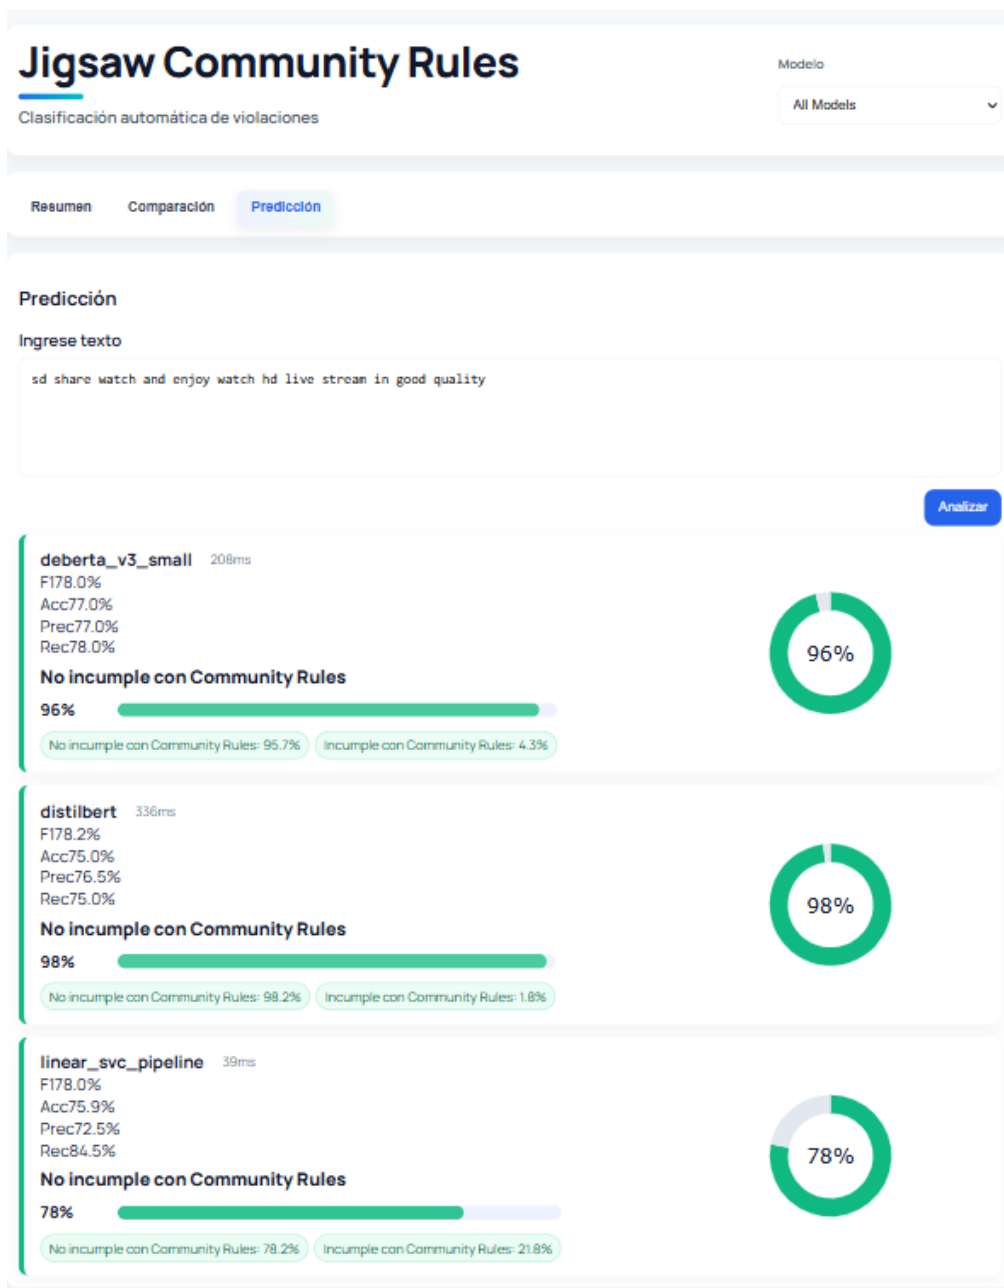 Jigsaw Community Rules
Clasificación automática de violaciones
Modelo
All Models
Resumen Comparación Predicción
Predicción
Ingrese texto
sd share watch and enjoy watch hd live stream in good quality
Analizar
deberta_v3_small 208ms
F178.0%
Acc77.0%
Prec77.0%
Rec78.0%
No incumple con Community Rules
96%
No incumple con Community Rules: 95.7% Incumple con Community Rules: 4.3%
96%
distilbert 336ms
F178.2%
Acc75.0%
Prec76.5%
Rec75.0%
No incumple con Community Rules
98%
No incumple con Community Rules: 98.2% Incumple con Community Rules: 1.8%
98%
linear_svc_pipeline 39ms
F178.0%
Acc75.9%
Prec72.5%
Rec84.5%
No incumple con Community Rules
78%
No incumple con Community Rules: 78.2% Incumple con Community Rules: 21.8%
78%